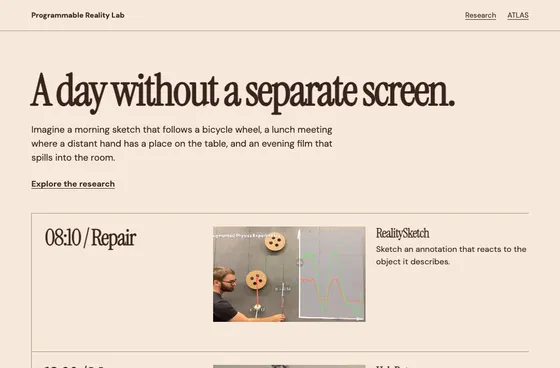 Programmable Reality Lab
Research
ATLAS
A day without a separate screen.
Imagine a morning sketch that follows a bicycle wheel, a lunch meeting
where a distant hand has a place on the table, and an evening film that
spills into the room.
Explore the research
08:10 / Repair
RealitySketch
Sketch an annotation that reacts to the
object it describes.